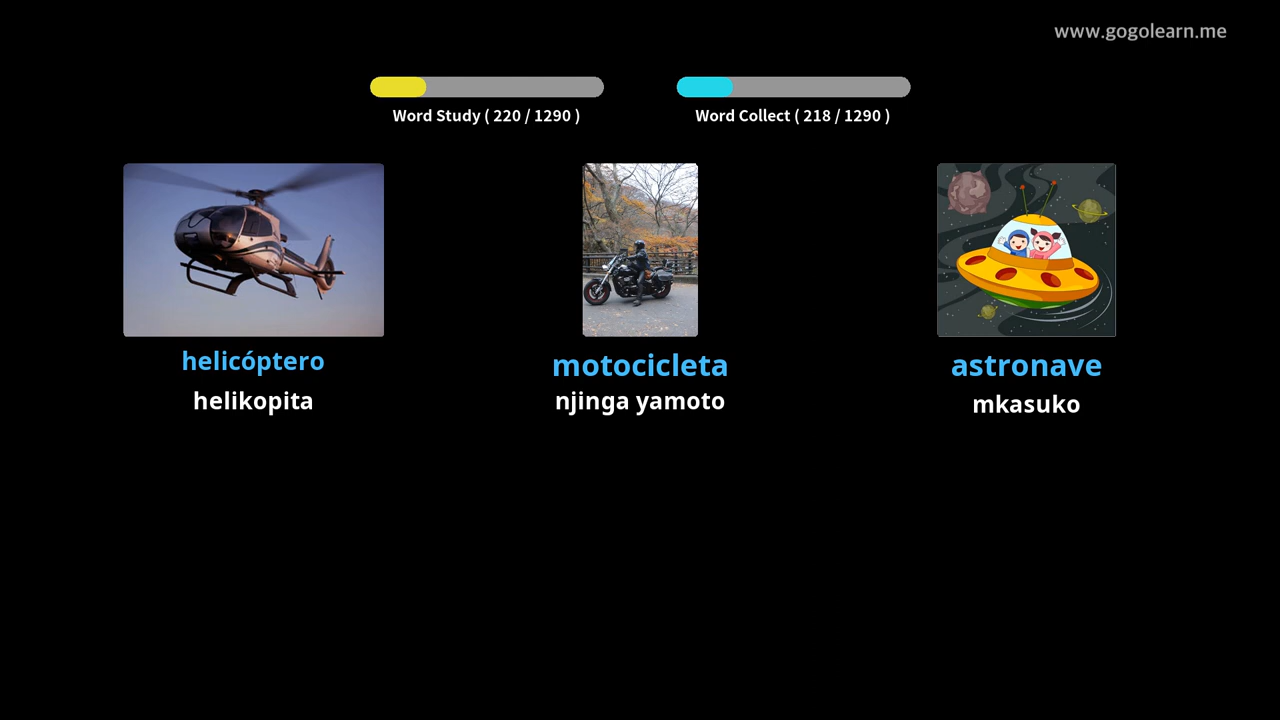 www.gogolearn.me
Word Study ( 220 / 1290 )
Word Collect ( 218 / 1290 )
helicóptero
helikopita
motocicleta
njinga yamoto
astronave
mkasuko